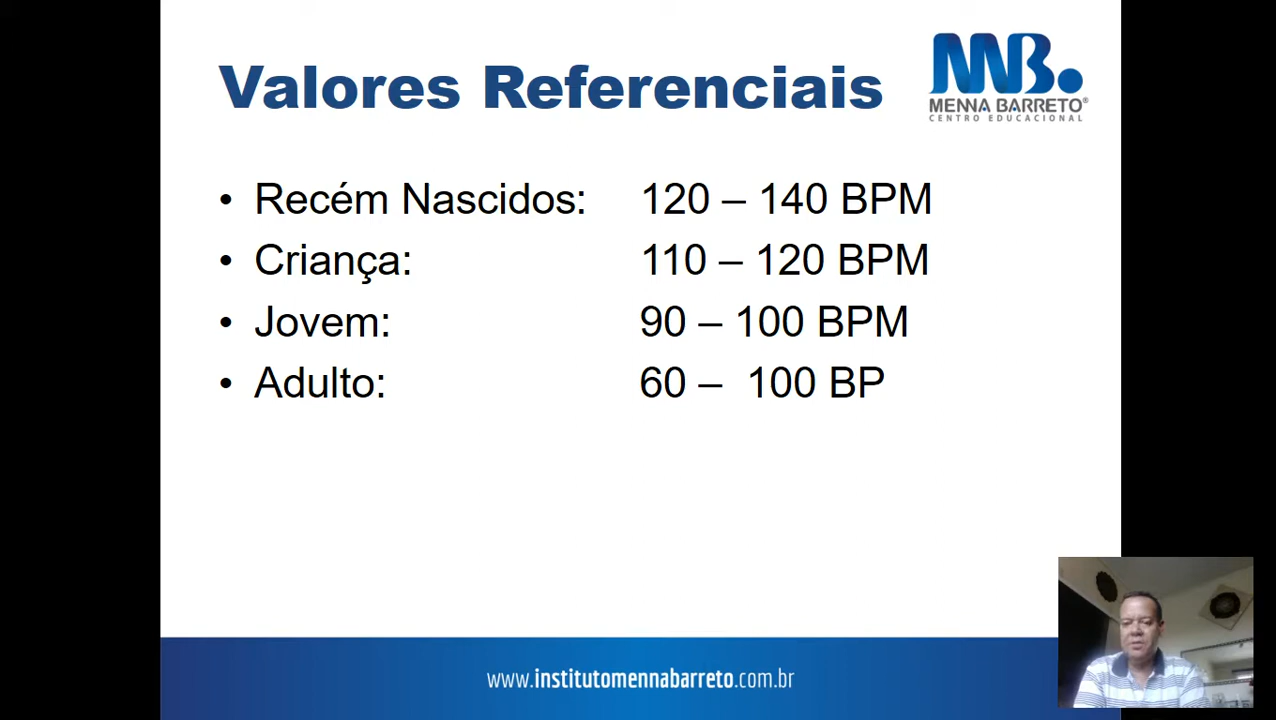 Valores Referenciais
MNB.
MENNA BARRETO®
CENTRO EDUCACIONAL
• Recém Nascidos: 120 – 140 BPM
• Criança: 110 – 120 BPM
• Jovem: 90 – 100 BPM
• Adulto: 60 – 100 BP
www.institutomennabarreto.com.br